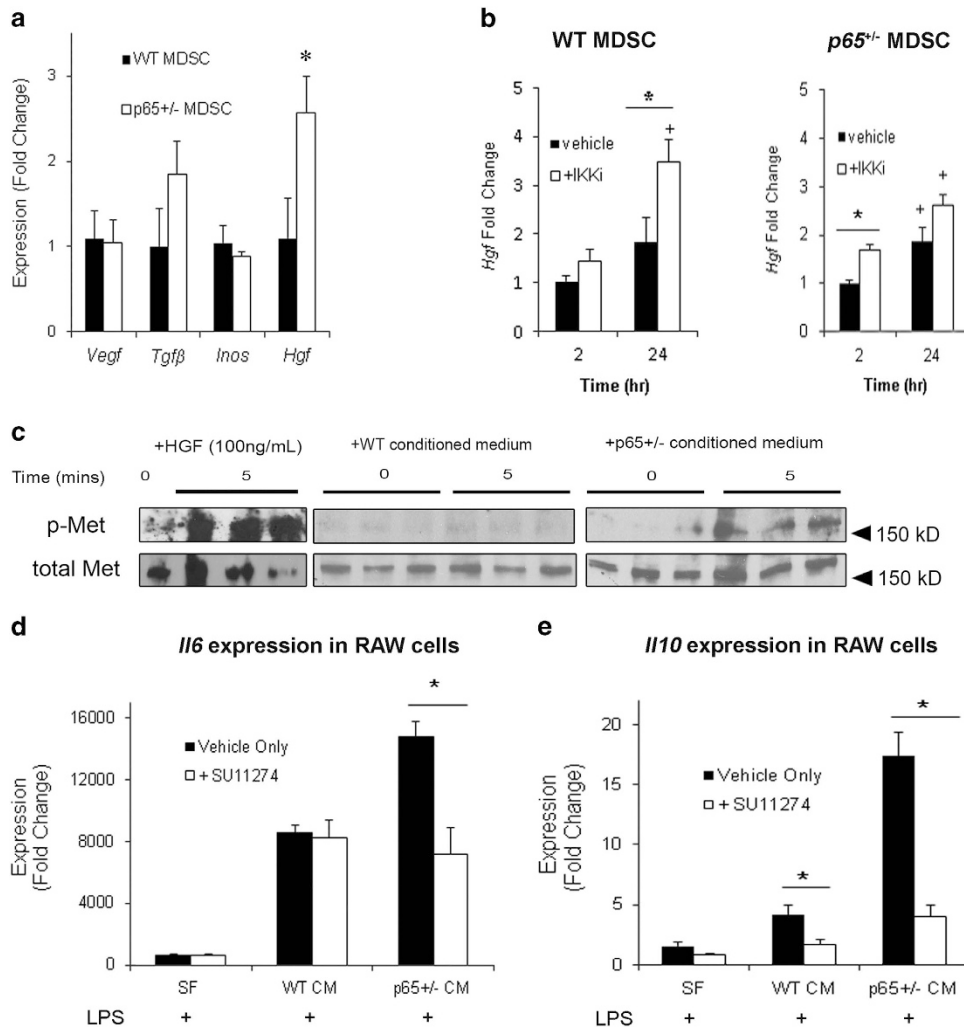 a
WT MDSC
p65+/- MDSC
*
Expression (Fold Change)
3
2
1
0
Vegf Tgfβ Inos Hgf
b
WT MDSC
vehicle
+IKKi
*
+
Hgf Fold Change
5
4
3
2
1
0
2 24
Time (hr)
p65+/- MDSC
vehicle
+IKKi
*
+
+
Hgf Fold Change
5
4
3
2
1
0
2 24
Time (hr)
c
+HGF (100ng/mL) +WT conditioned medium +p65+/- conditioned medium
Time (mins) 0 5 0 5 0 5
p-Met 150 kD
total Met 150 kD
d
Il6 expression in RAW cells
Vehicle Only
+ SU11274
*
Expression
(Fold Change)
16000
12000
8000
4000
0
SF WT CM p65+/- CM
LPS + + +
e
Il10 expression in RAW cells
Vehicle Only
+ SU11274
*
*
Expression
(Fold Change)
20
15
10
5
0
SF WT CM p65+/- CM
LPS + + +